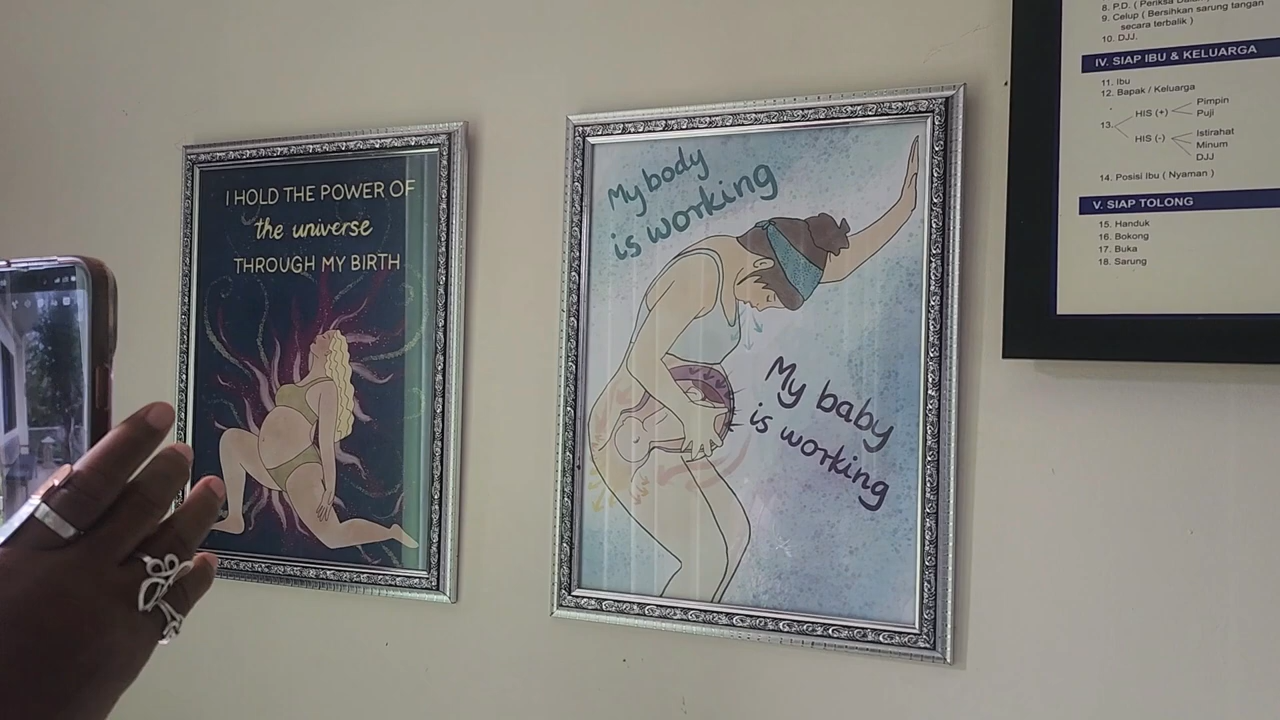 I HOLD THE POWER OF
the universe
THROUGH MY BIRTH
My body
is working
My baby
is working
8. P.D. ( Periksa Dalam
9. Celup ( Bersihkan sarung tangan
secara terbalik )
10. DJJ.
IV. SIAP IBU & KELUARGA
11. Ibu
12. Bapak / Keluarga
13. HIS (+) Pimpin
Puji
HIS (-) Istirahat
Minum
DJJ
14. Posisi Ibu ( Nyaman )
V. SIAP TOLONG
15. Handuk
16. Bokong
17. Buka
18. Sarung